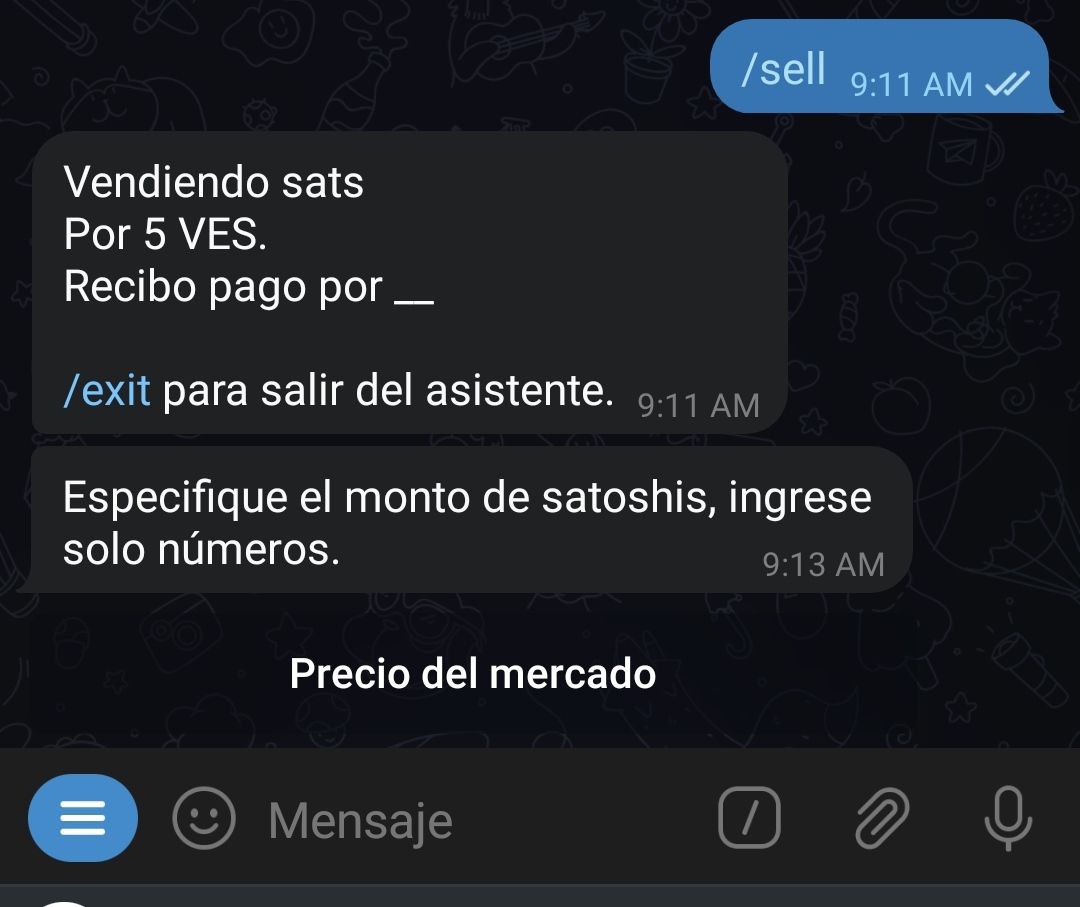 /sell 9:11 AM
Vendiendo sats
Por 5 VES.
Recibo pago por __
/exit para salir del asistente. 9:11 AM
Especifique el monto de satoshis, ingrese
solo números. 9:13 AM
Precio del mercado
Mensaje